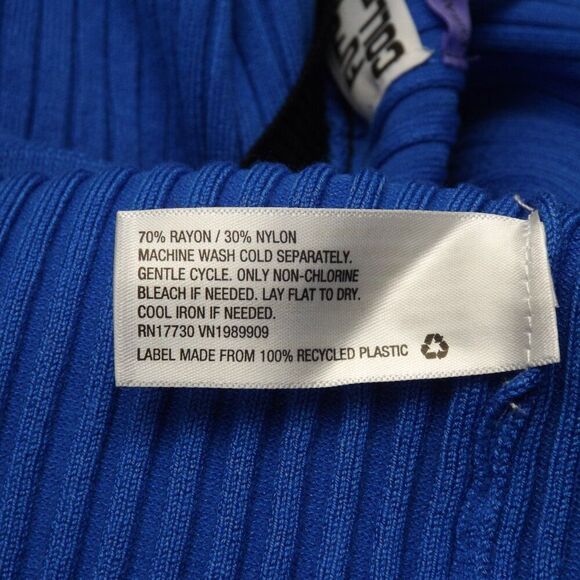 COLL
70% RAYON / 30% NYLON
MACHINE WASH COLD SEPARATELY.
GENTLE CYCLE. ONLY NON-CHLORINE
BLEACH IF NEEDED. LAY FLAT TO DRY.
COOL IRON IF NEEDED.
RN17730 VN1989909
LABEL MADE FROM 100% RECYCLED PLASTIC